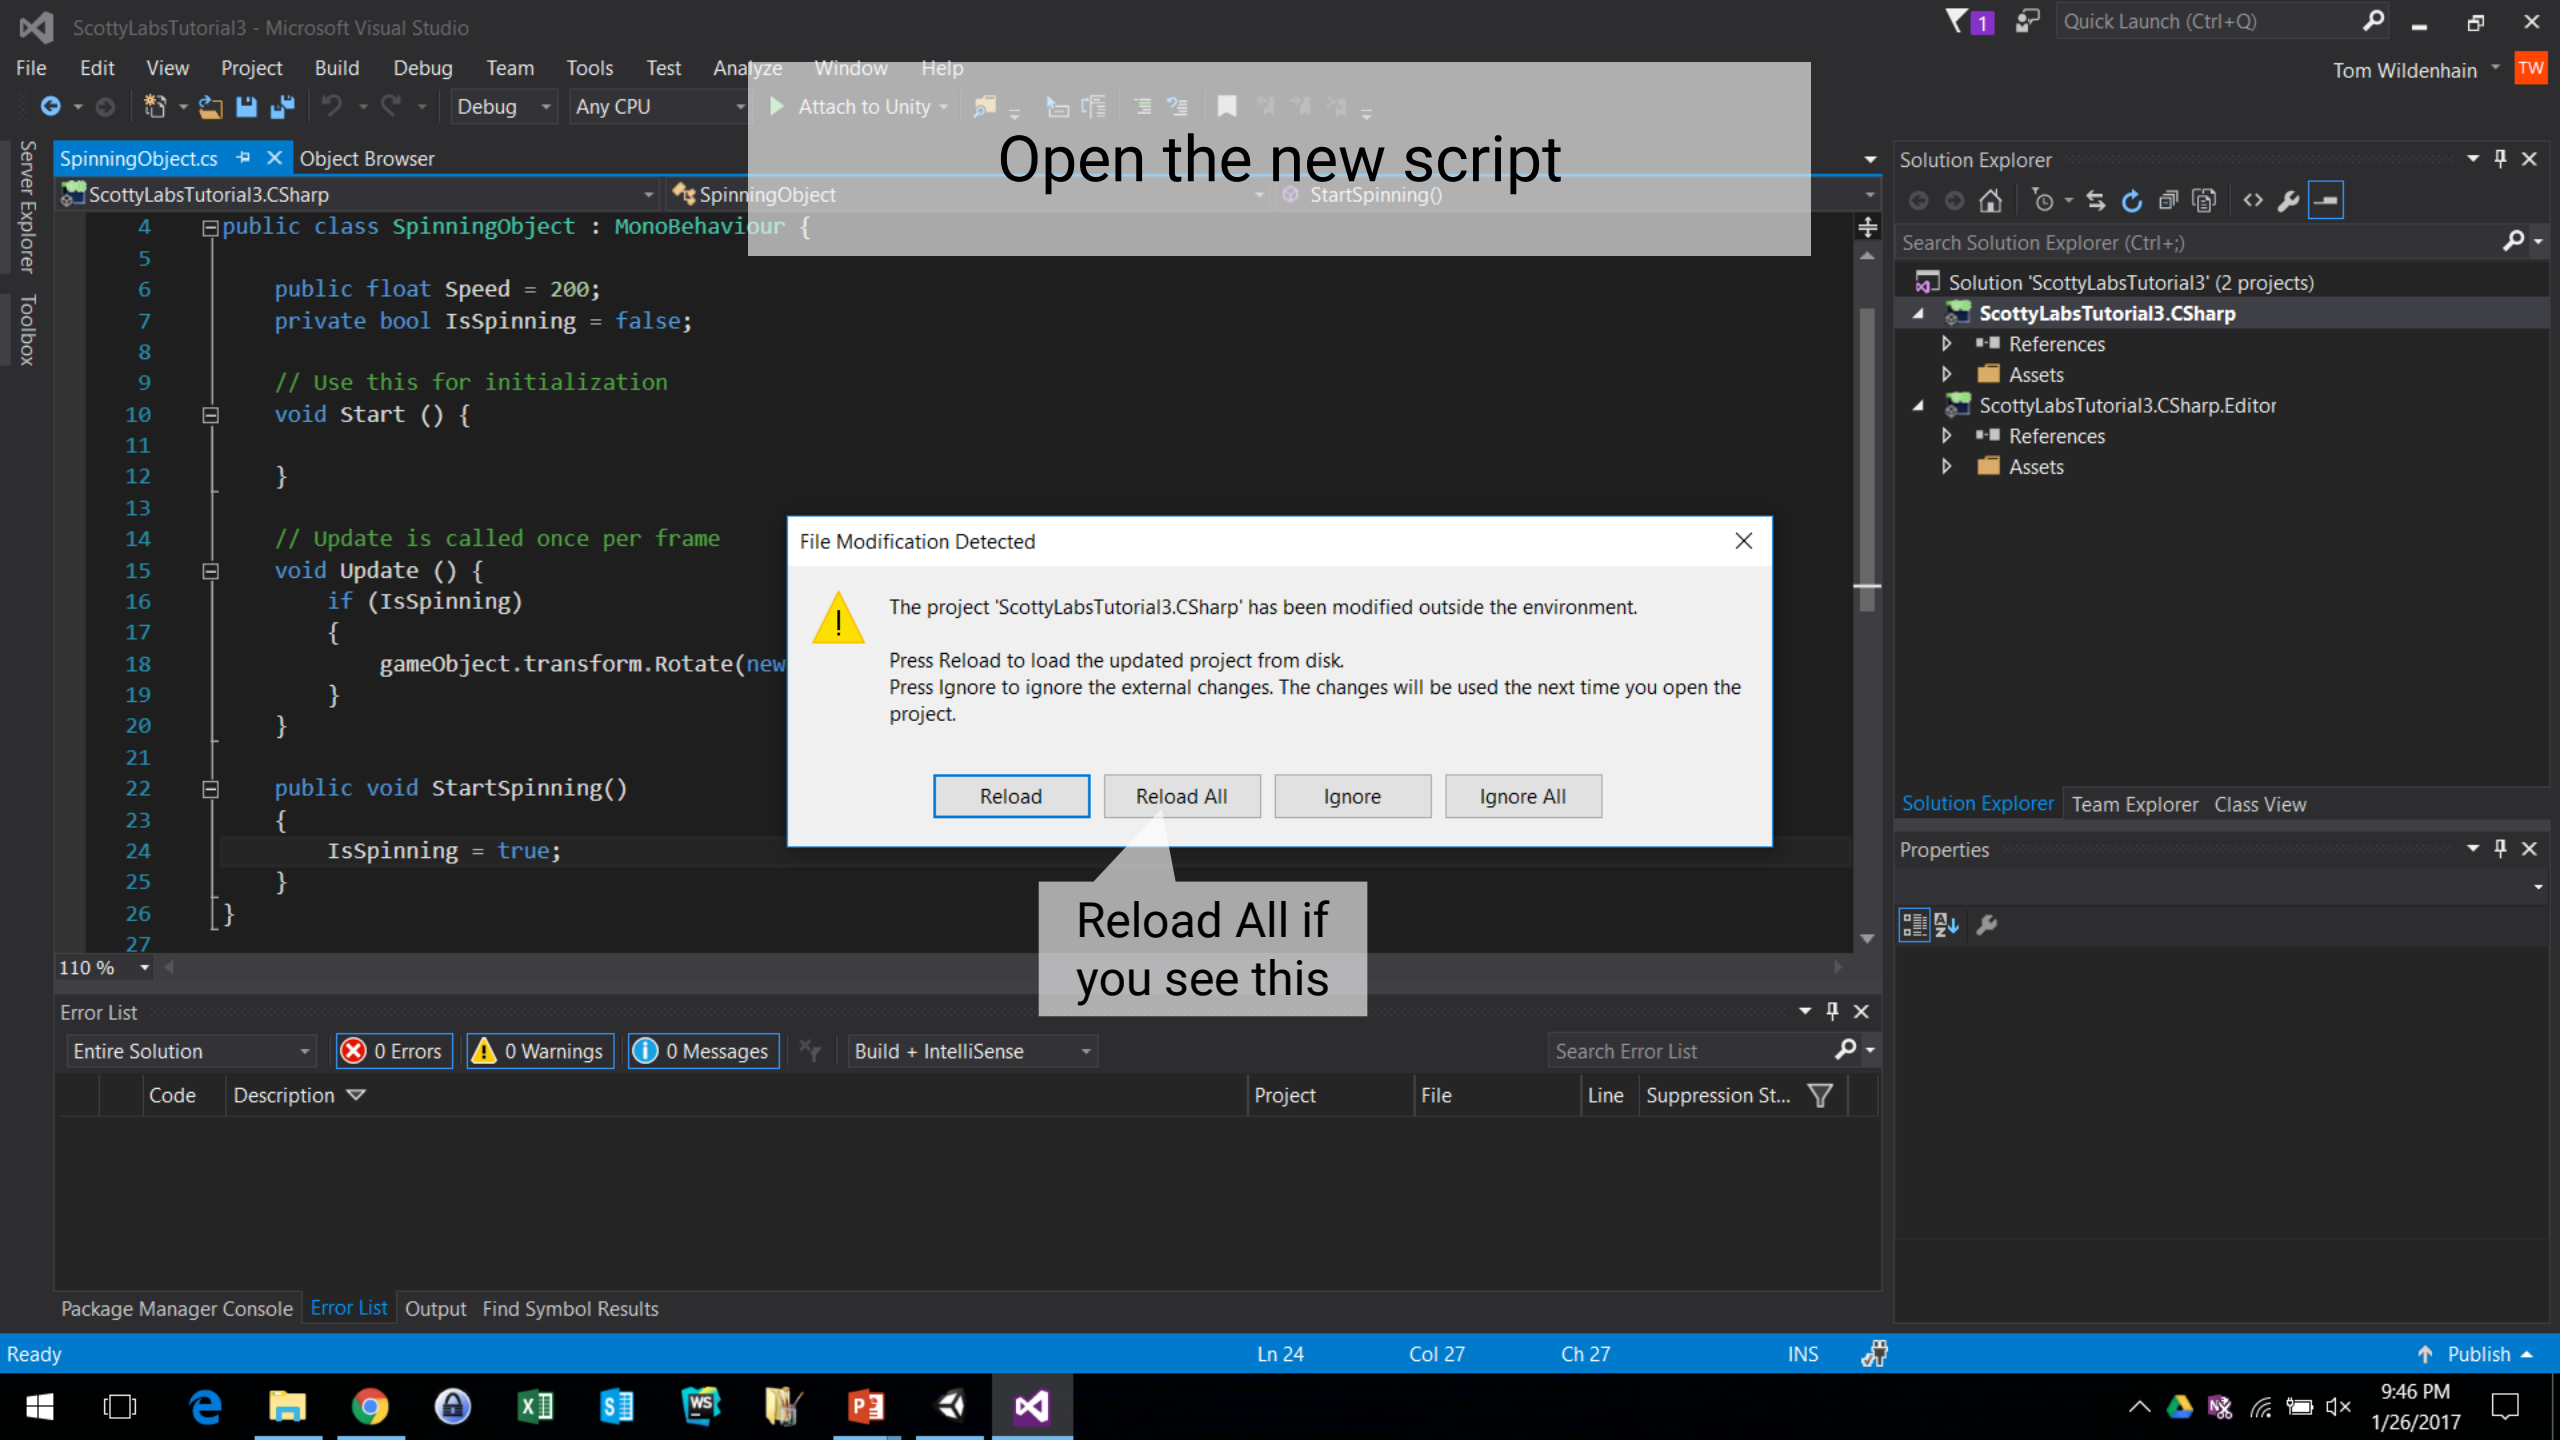 ScottyLabsTutorial3 - Microsoft Visual Studio
1
Quick Launch (Ctrl+Q)
File Edit View Project Build Debug Team Tools Test Analyze Window Help
Tom Wildenhain TW
Debug Any CPU Attach to Unity
Open the new script
Server Explorer
Toolbox
SpinningObject.cs Object Browser
ScottyLabsTutorial3.CSharp SpinningObject StartSpinning()
4 public class SpinningObject : MonoBehaviour {
5
6 public float Speed = 200;
7 private bool IsSpinning = false;
8
9 // Use this for initialization
10 void Start () {
11
12 }
13
14 // Update is called once per frame
15 void Update () {
16 if (IsSpinning)
17 {
18 gameObject.transform.Rotate(new
19 }
20 }
21
22 public void StartSpinning()
23 {
24 IsSpinning = true;
25 }
26 }
27
110 %
File Modification Detected
The project 'ScottyLabsTutorial3.CSharp' has been modified outside the environment.
Press Reload to load the updated project from disk.
Press Ignore to ignore the external changes. The changes will be used the next time you open the
project.
Reload Reload All Ignore Ignore All
Reload All if
you see this
Solution Explorer
Search Solution Explorer (Ctrl+;)
Solution 'ScottyLabsTutorial3' (2 projects)
ScottyLabsTutorial3.CSharp
References
Assets
ScottyLabsTutorial3.CSharp.Editor
References
Assets
Solution Explorer Team Explorer Class View
Properties
Error List
Entire Solution 0 Errors 0 Warnings 0 Messages Build + IntelliSense Search Error List
Code Description Project File Line Suppression St...
Package Manager Console Error List Output Find Symbol Results
Ready Ln 24 Col 27 Ch 27 INS Publish
9:46 PM
1/26/2017